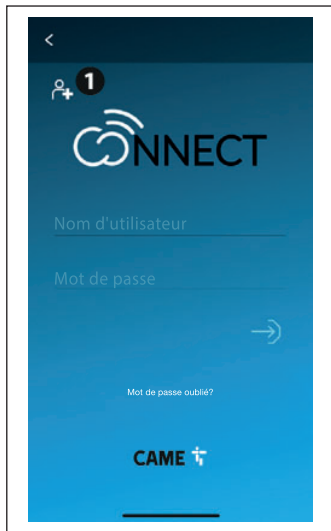 1
CONNECT
Nom d'utilisateur
Mot de passe
Mot de passe oublié?
CAME